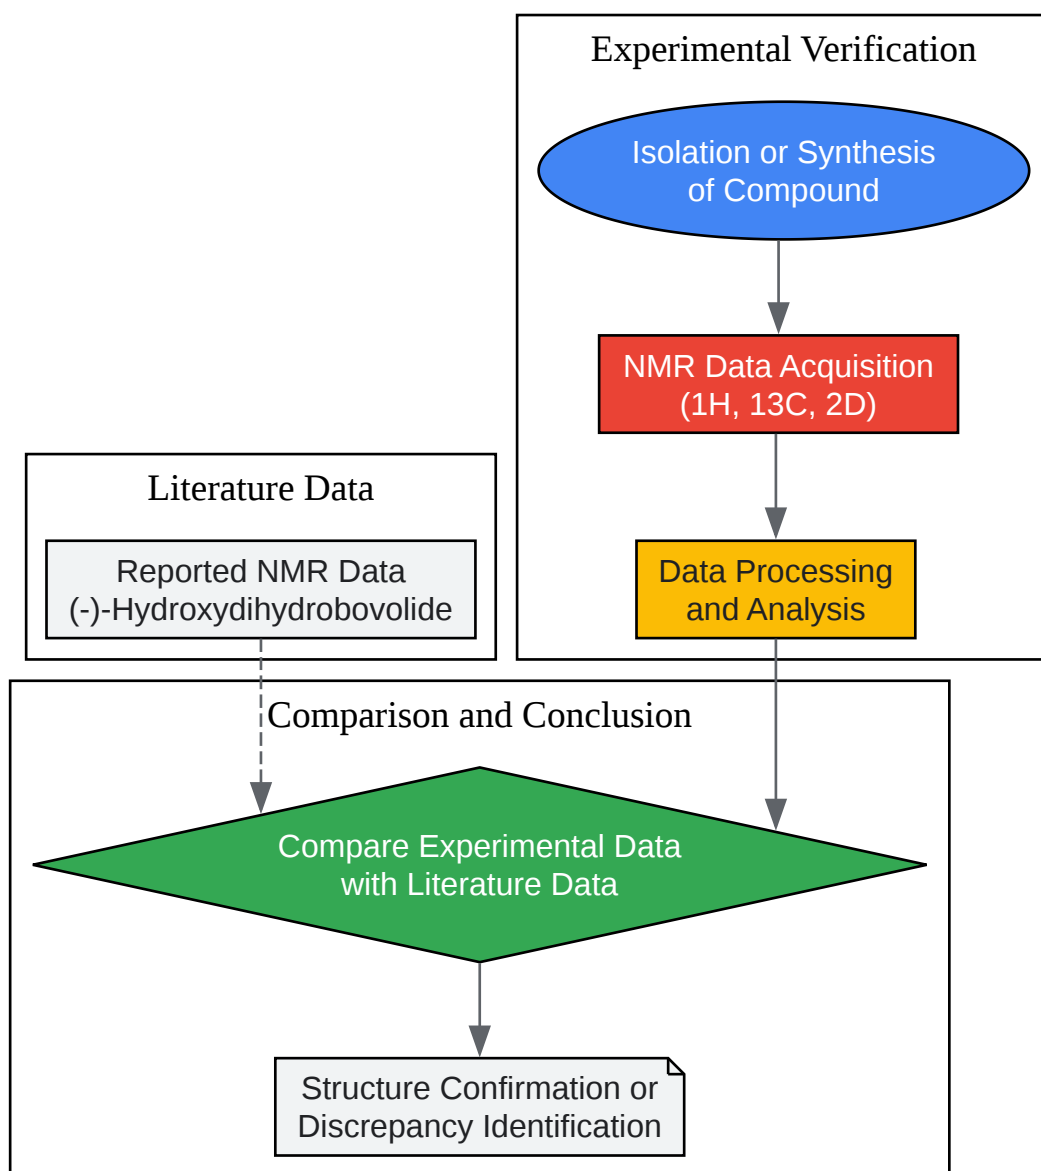 Experimental Verification
Isolation or Synthesis
of Compound
NMR Data Acquisition
(1H, 13C, 2D)
Literature Data
Reported NMR Data
(-)-Hydroxydihydrobovolide
Data Processing
and Analysis
Comparison and Conclusion
Compare Experimental Data
with Literature Data
Structure Confirmation or
Discrepancy Identification